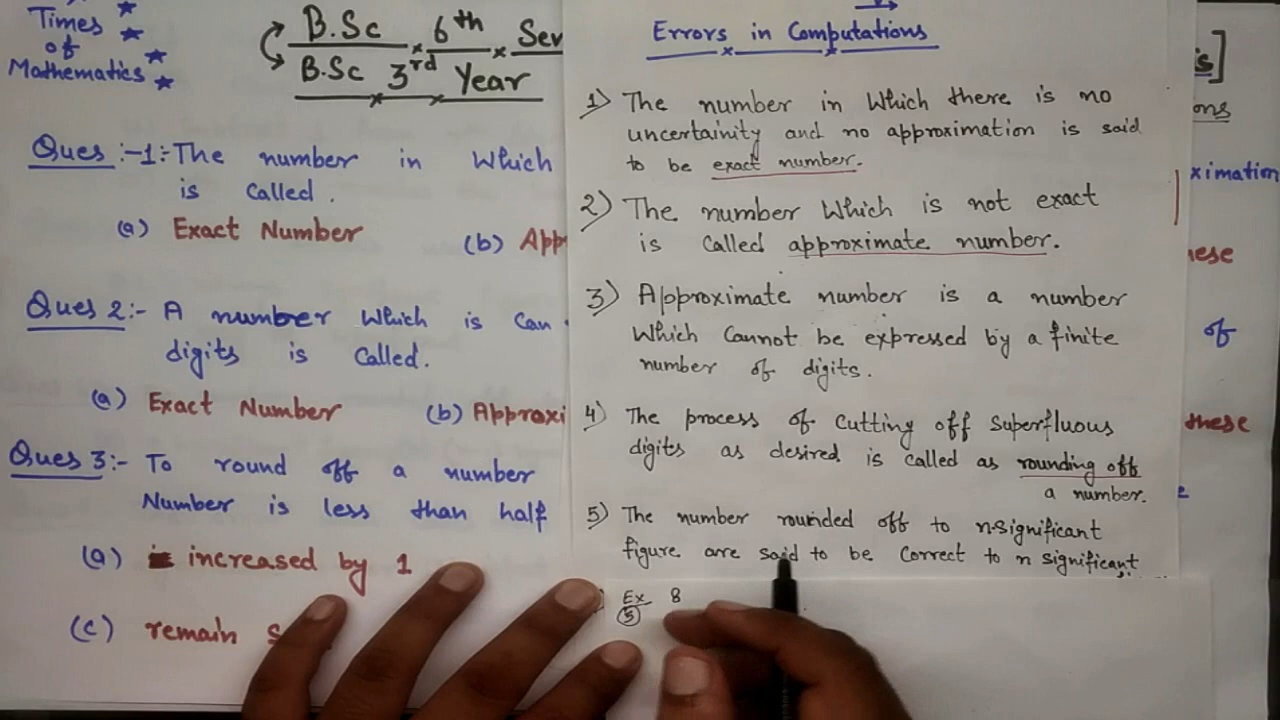 Times
of
Mathematics
B.Sc 6th Sev
B.Sc 3rd Year
Ques:-1:- The number in Which
is Called.
(a) Exact Number (b) App
Ques 2:- A number Which is Can
digits is Called.
(a) Exact Number (b) Approxi
Ques 3:- To round off a number
Number is less than half
(a) increased by 1
(c) remain s
Errors in Computations
1) The number in Which there is no
uncertainity and no approximation is said
to be exact number.
2) The number Which is not exact
is Called approximate number.
3) Approximate number is a number
Which Cannot be expressed by a finite
number of digits.
4) The process of Cutting off Superfluous
digits as desired is called as rounding off
a number.
5) The number rounded off to n-significant
figure are said to be Correct to n significant
Ex 8
5
s]
ons
ximation
hese
of
these